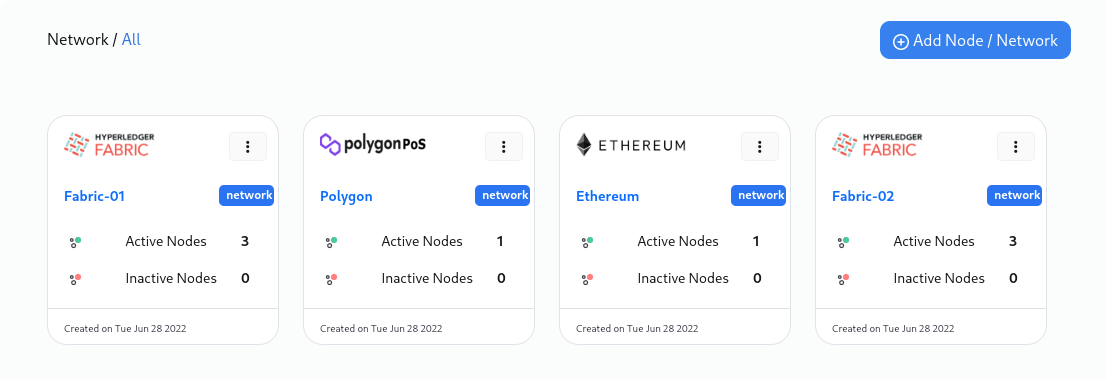 Network / All
Add Node / Network
HYPERLEDGER
FABRIC
Fabric-01
network
Active Nodes 3
Inactive Nodes 0
Created on Tue Jun 28 2022
polygon PoS
Polygon
network
Active Nodes 1
Inactive Nodes 0
Created on Tue Jun 28 2022
ETHEREUM
Ethereum
network
Active Nodes 1
Inactive Nodes 0
Created on Tue Jun 28 2022
HYPERLEDGER
FABRIC
Fabric-02
network
Active Nodes 3
Inactive Nodes 0
Created on Tue Jun 28 2022